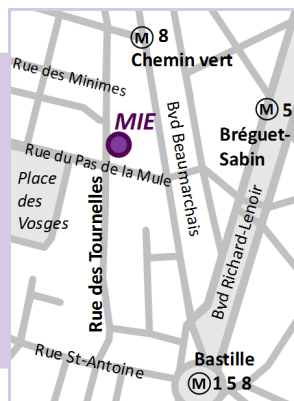 M 8
Chemin vert
Rue des Minimes
M 5
Bréguet-
Sabin
MIE
Bvd Beaumarchais
Rue du Pas de la Mule
Place
des
Vosges
Rue des Tournelles
Bvd Richard-Lenoir
Rue St-Antoine
Bastille
M 1 5 8